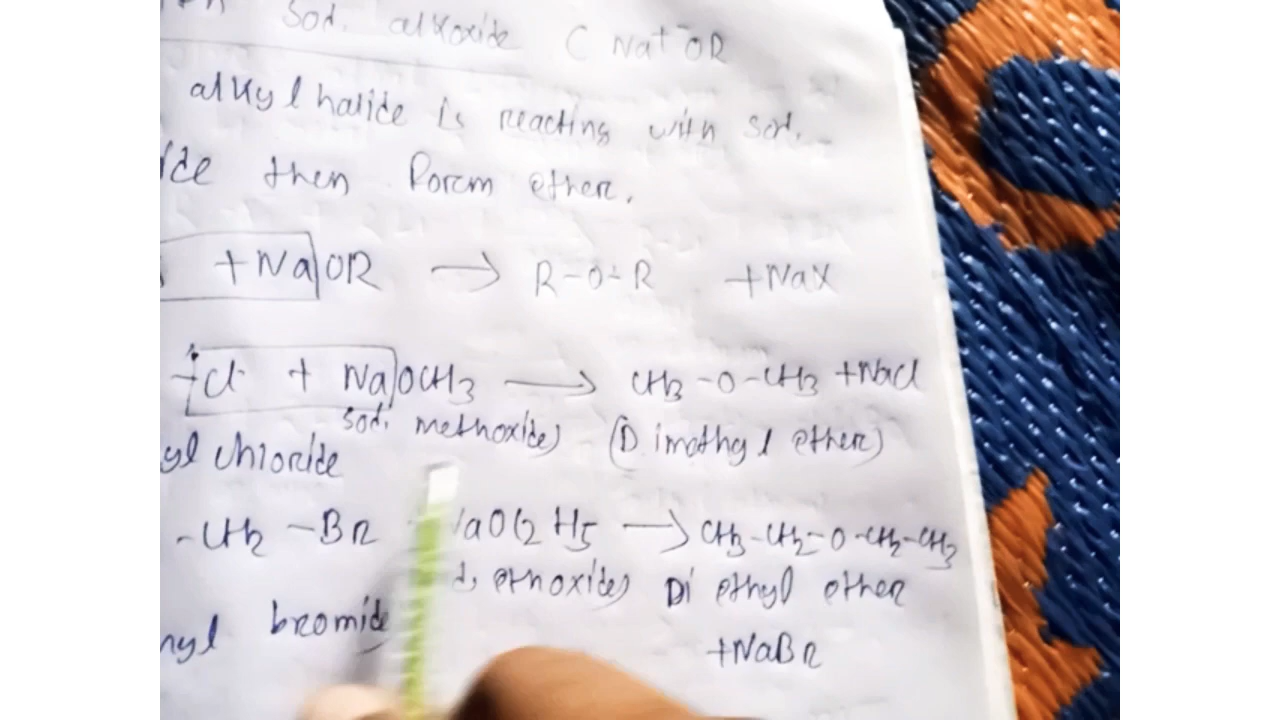 Sod. alkoxide ( Na⁺ ⁻OR
alkyl halide is reacting with sod.
ide then Form ether.
+ Na OR → R-O-R + NaX
-Cl + Na OCH3 → CH3-O-CH3 + NaCl
sod. methoxide) (Dimethyl ether)
yl chloride
-CH2-Br NaOC2H5 → CH3-CH2-O-CH2-CH3
d. ethoxide) Di ethyl ether
hyl bromide
+NaBr